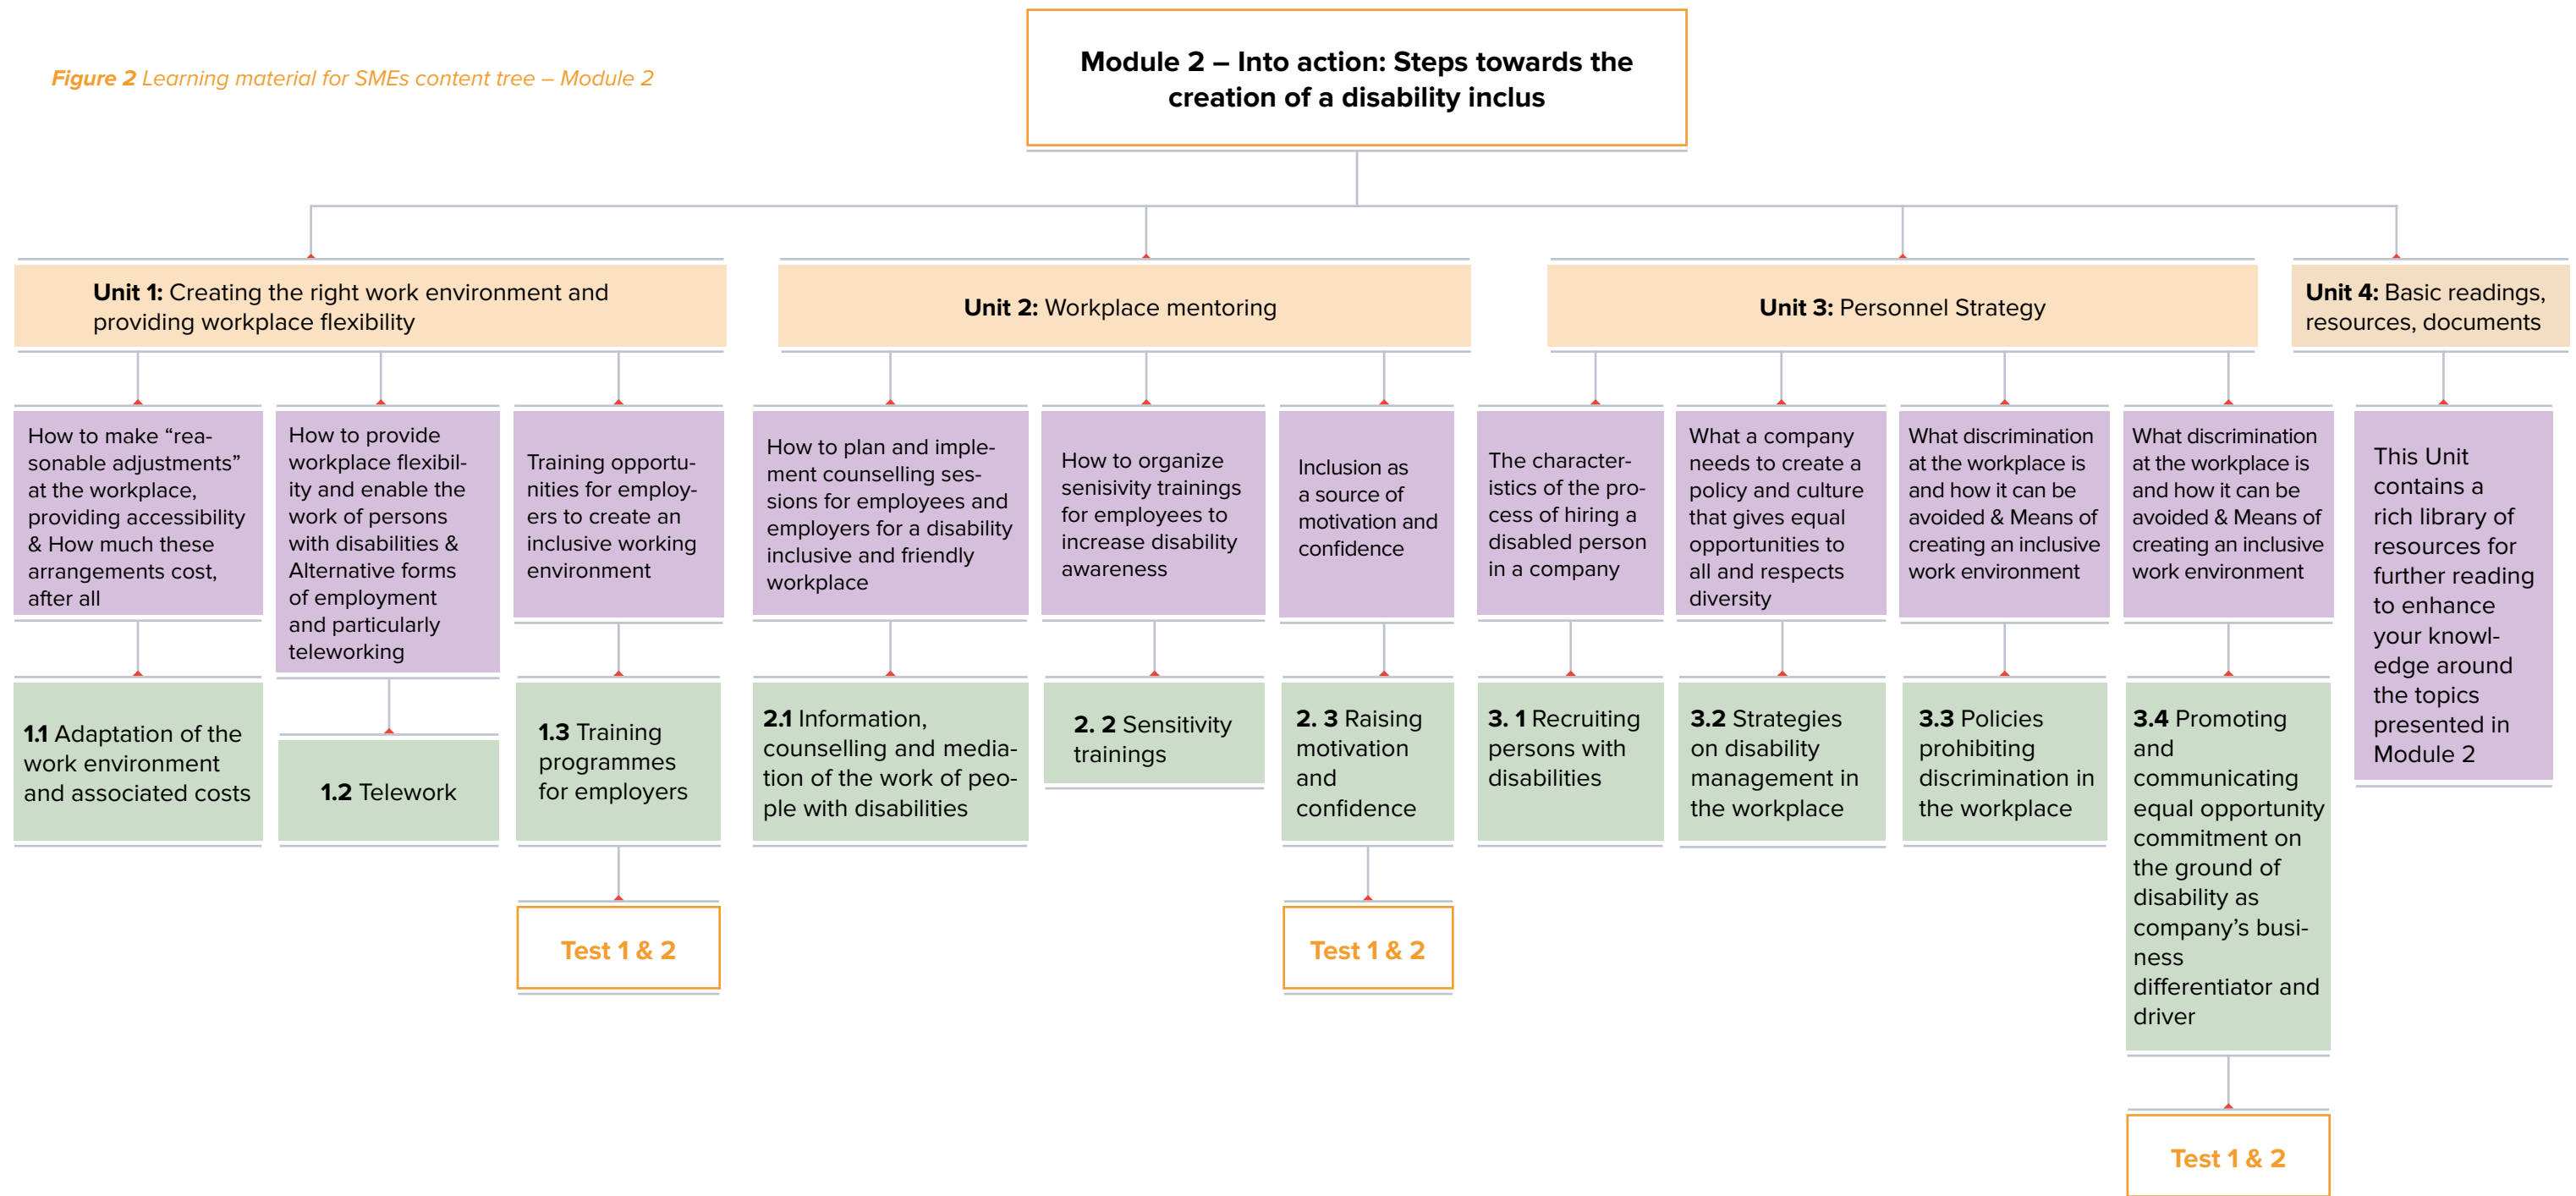 Figure 2 Learning material for SMEs content tree – Module 2
Module 2 – Into action: Steps towards the
creation of a disability inclus
Unit 1: Creating the right work environment and
providing workplace flexibility
Unit 2: Workplace mentoring
Unit 3: Personnel Strategy
Unit 4: Basic readings,
resources, documents
How to make “rea-
sonable adjustments”
at the workplace,
providing accessibility
& How much these
arrangements cost,
after all
How to provide
workplace flexibil-
ity and enable the
work of persons
with disabilities &
Alternative forms
of employment
and particularly
teleworking
Training opportu-
nities for employ-
ers to create an
inclusive working
environment
How to plan and imple-
ment counselling ses-
sions for employees and
employers for a disability
inclusive and friendly
workplace
How to organize
senisivity trainings
for employees to
increase disability
awareness
Inclusion as
a source of
motivation and
confidence
The character-
istics of the pro-
cess of hiring a
disabled person
in a company
What a company
needs to create a
policy and culture
that gives equal
opportunities to
all and respects
diversity
What discrimination
at the workplace is
and how it can be
avoided & Means of
creating an inclusive
work environment
What discrimination
at the workplace is
and how it can be
avoided & Means of
creating an inclusive
work environment
This Unit
contains a
rich library of
resources for
further reading
to enhance
your knowl-
edge around
the topics
presented in
Module 2
1.1 Adaptation of the
work environment
and associated costs
1.2 Telework
1.3 Training
programmes
for employers
2.1 Information,
counselling and media-
tion of the work of peo-
ple with disabilities
2. 2 Sensitivity
trainings
2. 3 Raising
motivation
and
confidence
3. 1 Recruiting
persons with
disabilities
3.2 Strategies
on disability
management in
the workplace
3.3 Policies
prohibiting
discrimination in
the workplace
3.4 Promoting
and
communicating
equal opportunity
commitment on
the ground of
disability as
company’s busi-
ness
differentiator and
driver
Test 1 & 2
Test 1 & 2
Test 1 & 2